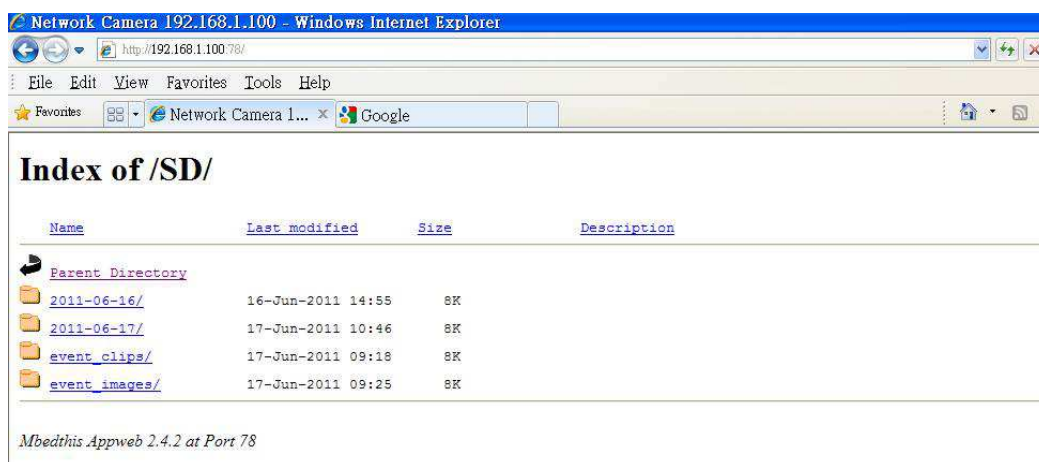 Network Camera 192.168.1.100 - Windows Internet Explorer
http://192.168.1.100:78/
File Edit View Favorites Tools Help
Favorites Network Camera 1... Google
Index of /SD/
Name Last modified Size Description
Parent Directory
2011-06-16/ 16-Jun-2011 14:55 8K
2011-06-17/ 17-Jun-2011 10:46 8K
event_clips/ 17-Jun-2011 09:18 8K
event_images/ 17-Jun-2011 09:25 8K
Mbedthis Appweb 2.4.2 at Port 78